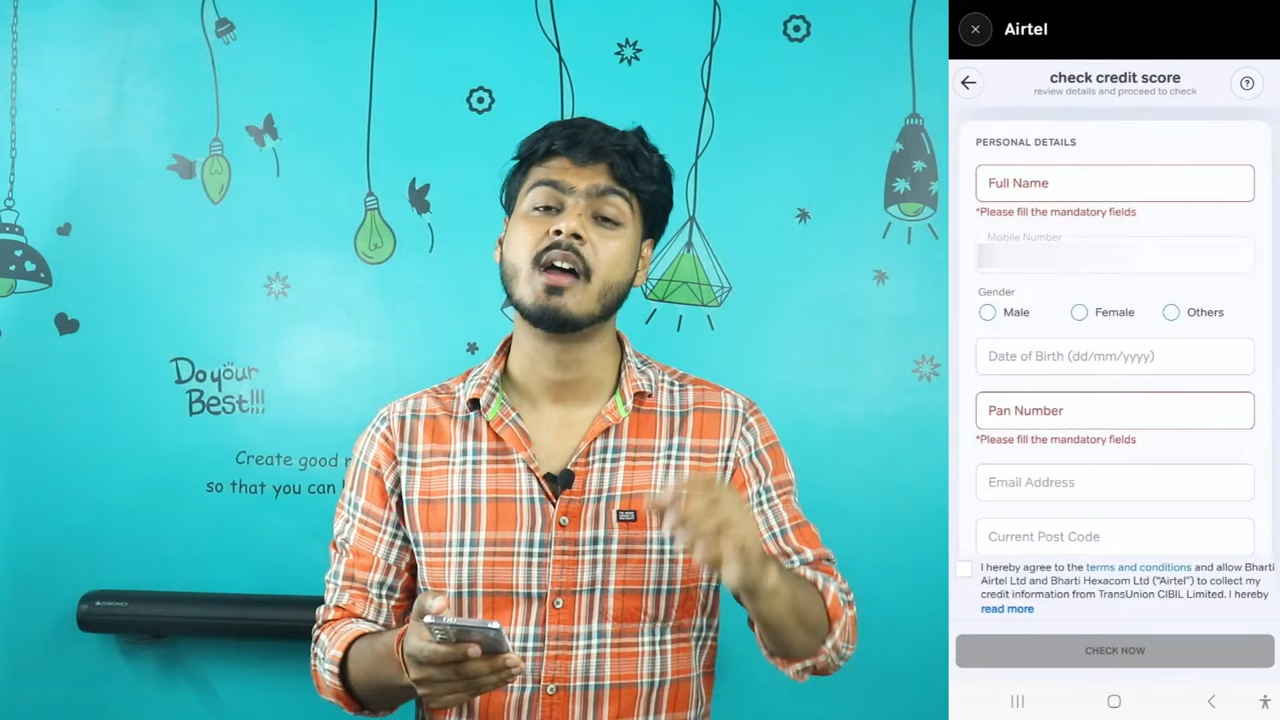 Do your
Best!!!
Create good
so that you can
ZEBRONICS
Airtel
check credit score
review details and proceed to check
PERSONAL DETAILS
Full Name
*Please fill the mandatory fields
Mobile Number
Gender
Male Female Others
Date of Birth (dd/mm/yyyy)
Pan Number
*Please fill the mandatory fields
Email Address
Current Post Code
I hereby agree to the terms and conditions and allow Bharti
Airtel Ltd and Bharti Hexacom Ltd (“Airtel”) to collect my
credit information from TransUnion CIBIL Limited. I hereby
read more
CHECK NOW